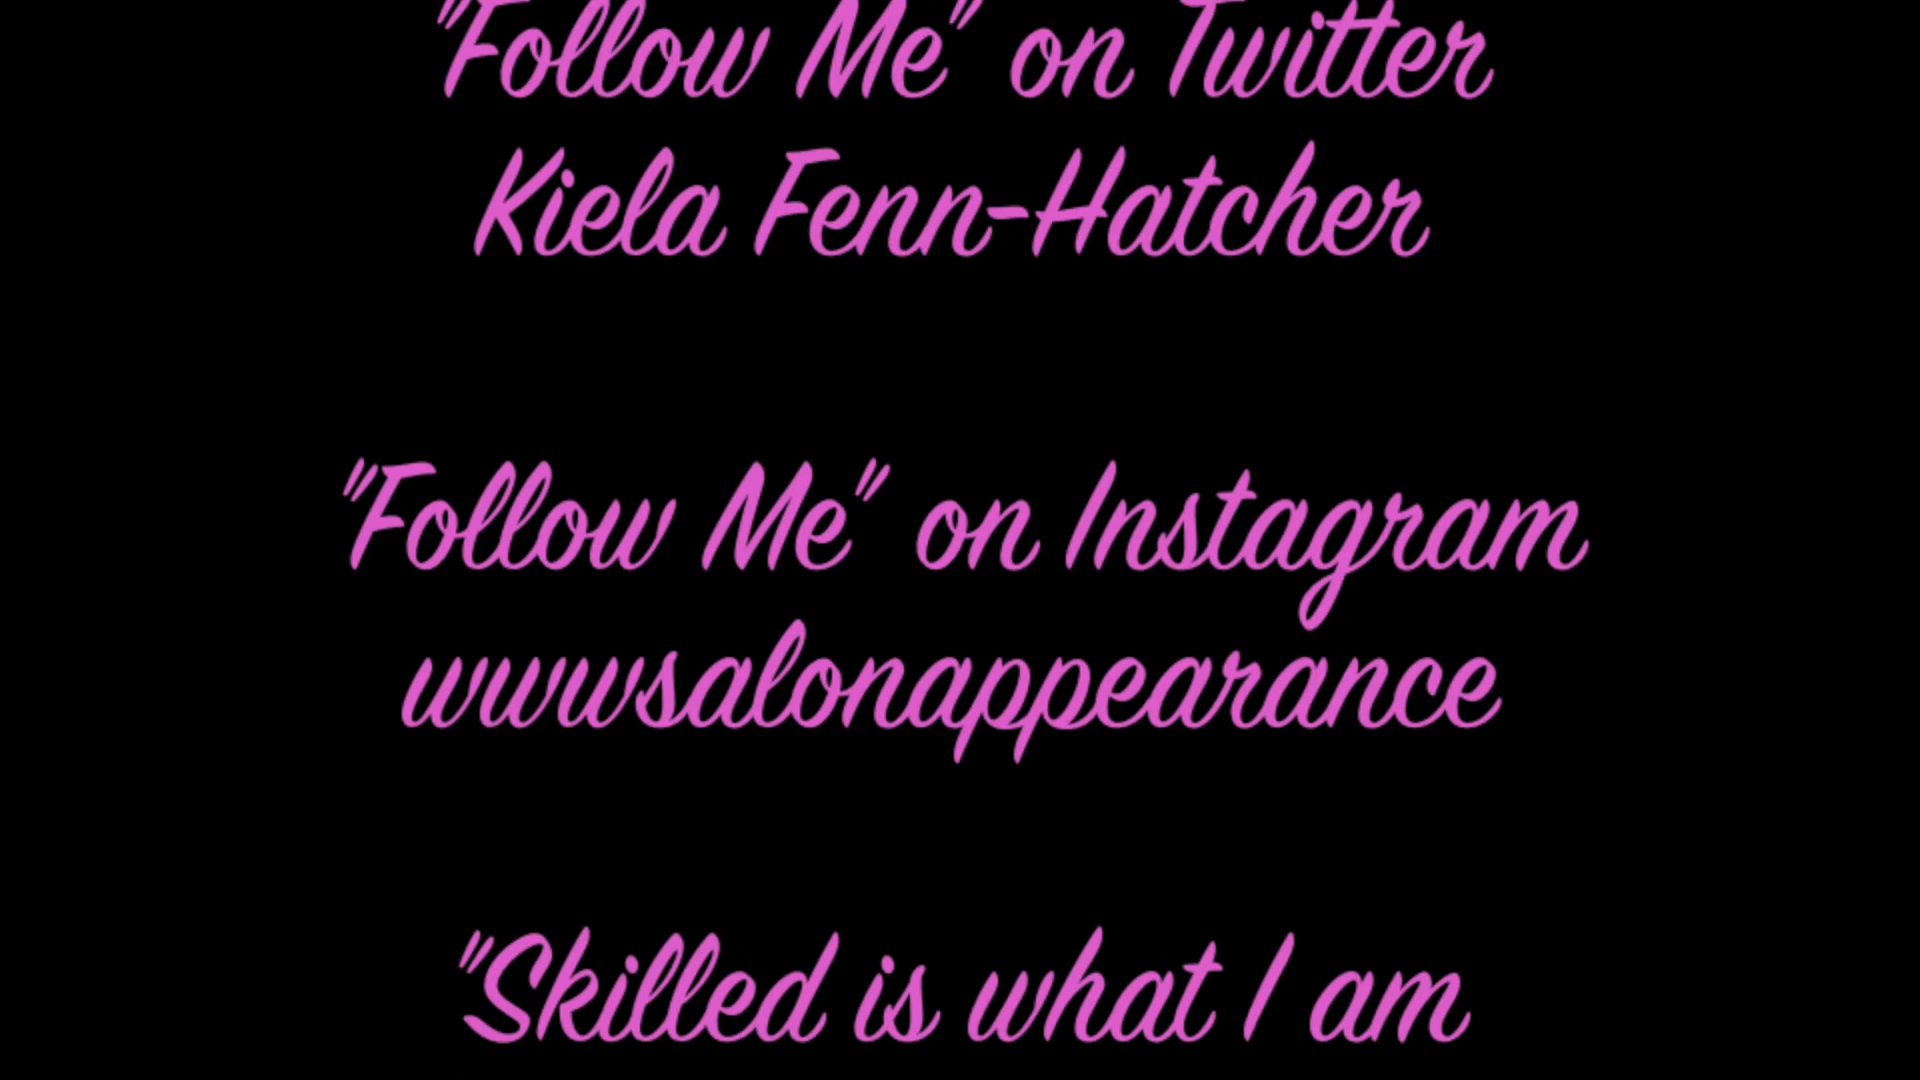 "Follow Me" on Twitter
Kiela Fenn-Hatcher
"Follow Me" on Instagram
wwwsalonappearance
"Skilled is what I am